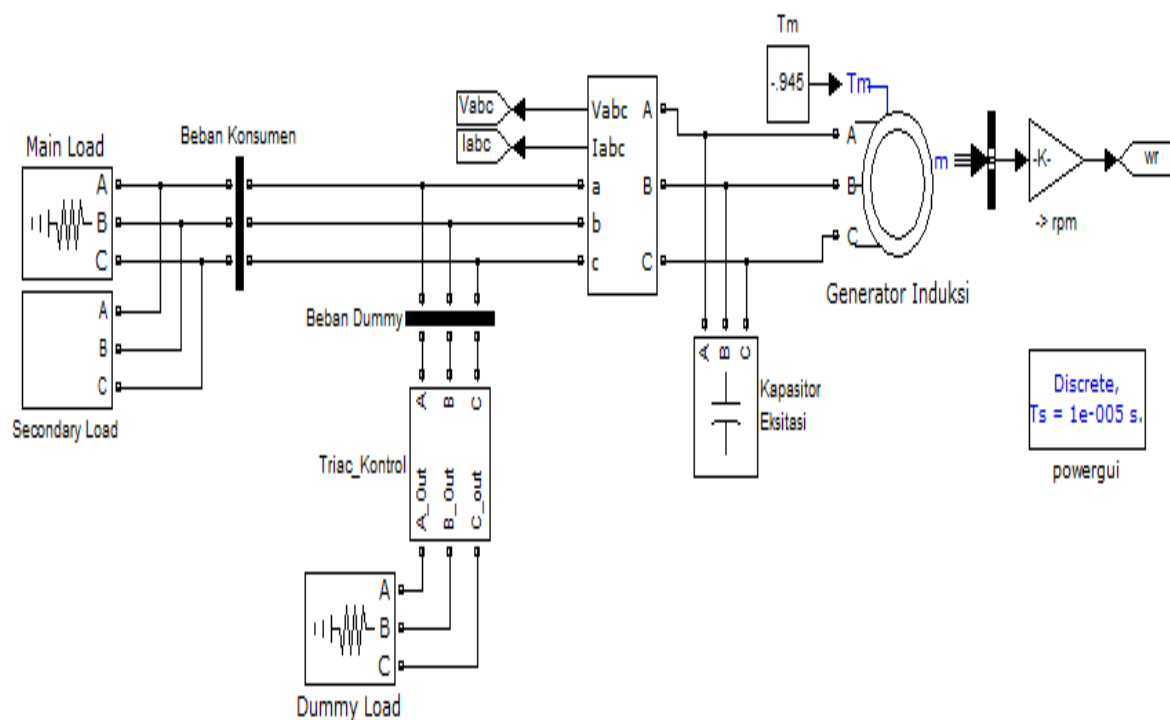 Tm
-.945
Tm
Vabc
Iabc
Vabc
Iabc
a
b
c
A
B
C
A
B
C
m
-K-
-> rpm
wr
Generator Induksi
Beban Konsumen
Main Load
A
B
C
A
B
C
Secondary Load
Beban Dummy
A
B
C
Triac_Kontrol
A_Out
B_Out
C_out
A
B
C
Dummy Load
A
B
C
Kapasitor
Eksitasi
Discrete,
Ts = 1e-005 s.
powergui